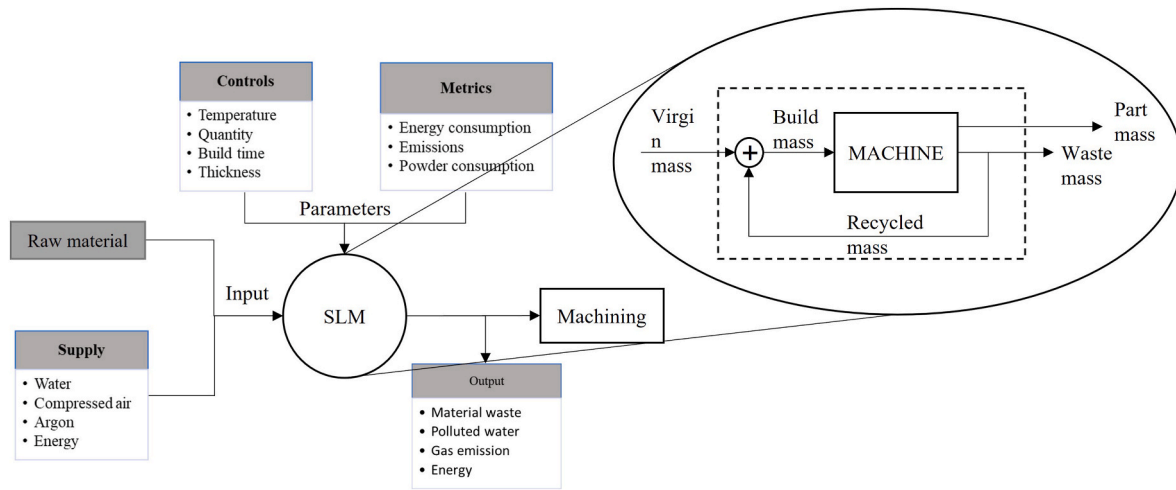 Controls
• Temperature
• Quantity
• Build time
• Thickness
Metrics
• Energy consumption
• Emissions
• Powder consumption
Parameters
Raw material
Input
SLM
Machining
Supply
• Water
• Compressed air
• Argon
• Energy
Output
• Material waste
• Polluted water
• Gas emission
• Energy
Virgi
n
mass
+
Build
mass
MACHINE
Part
mass
Waste
mass
Recycled
mass